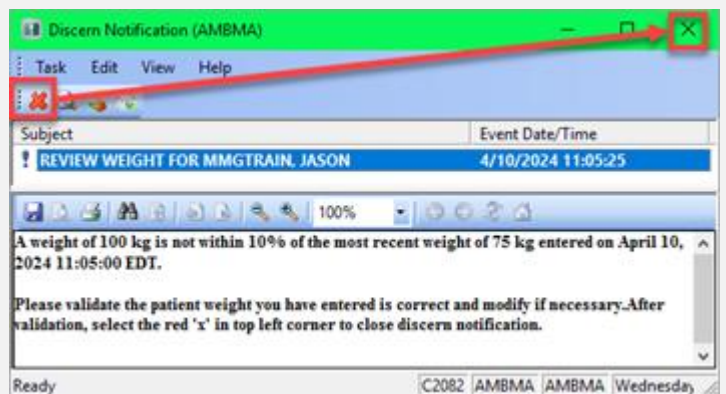 Discern Notification (AMBMA)
Task Edit View Help
Subject Event Date/Time
! REVIEW WEIGHT FOR MMGTRAIN, JASON 4/10/2024 11:05:25
100%
A weight of 100 kg is not within 10% of the most recent weight of 75 kg entered on April 10,
2024 11:05:00 EDT.
Please validate the patient weight you have entered is correct and modify if necessary.After
validation, select the red 'x' in top left corner to close discern notification.
Ready C2082 AMBMA AMBMA Wednesday